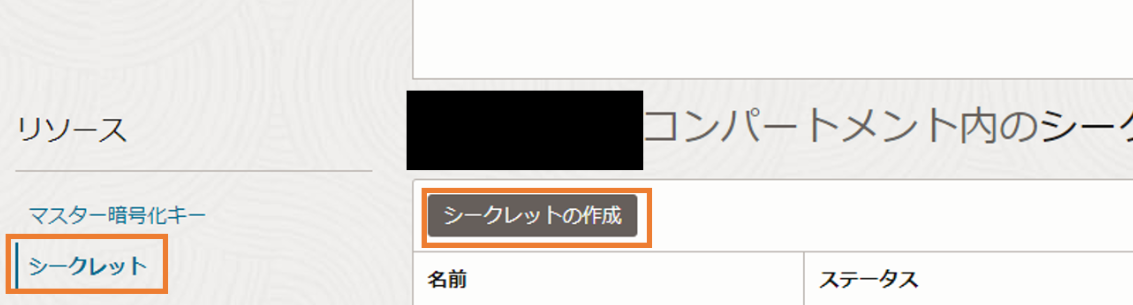 リソース
マスター暗号化キー
シークレット
コンパートメント内のシーク
シークレットの作成
名前 ステータス